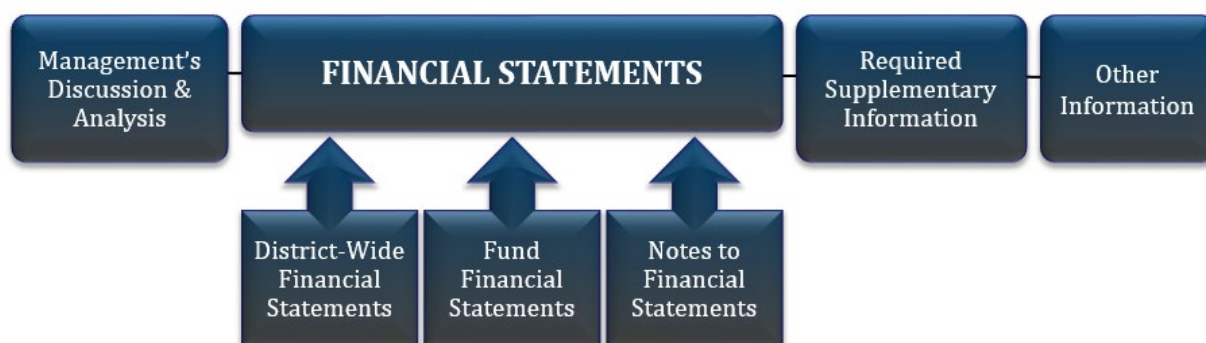 Management's
Discussion &
Analysis
FINANCIAL STATEMENTS
Required
Supplementary
Information
Other
Information
District-Wide
Financial
Statements
Fund
Financial
Statements
Notes to
Financial
Statements